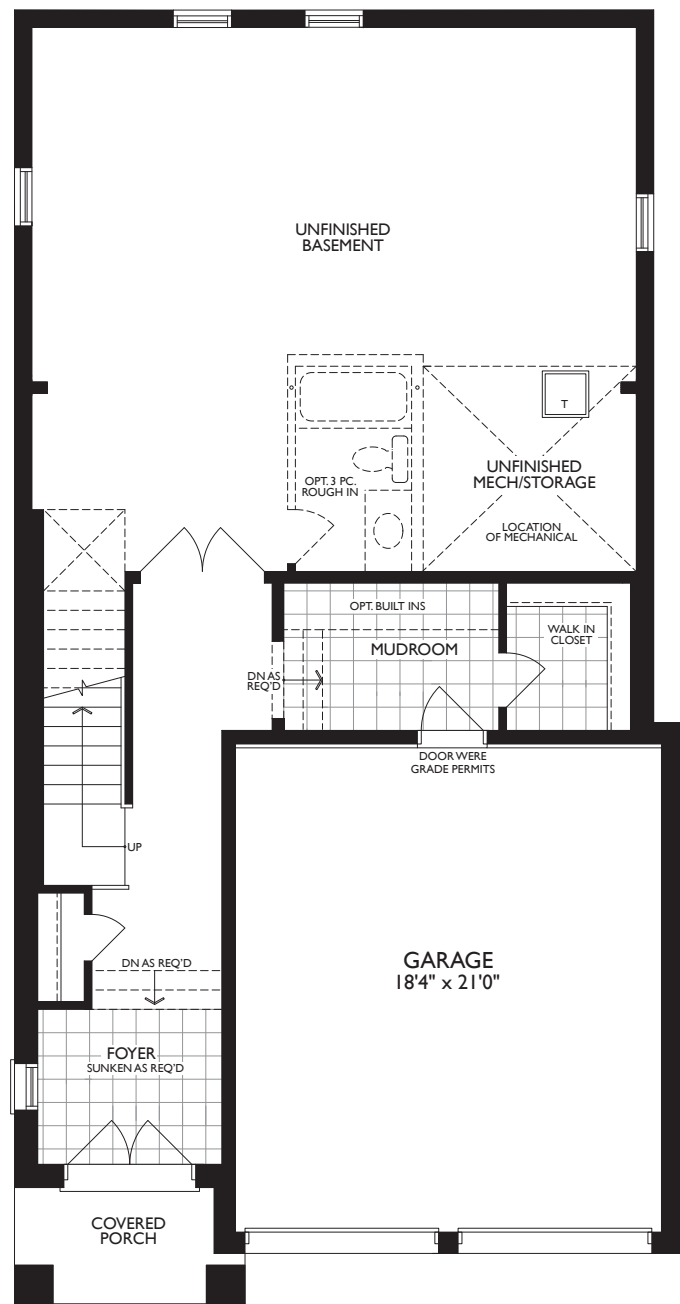 UNFINISHED
BASEMENT
T
OPT. 3 PC.
ROUGH IN
UNFINISHED
MECH/STORAGE
LOCATION
OF MECHANICAL
OPT. BUILT INS
MUDROOM
WALK IN
CLOSET
DN AS
REQ'D
DOOR WERE
GRADE PERMITS
UP
DN AS REQ'D
GARAGE
18'4" x 21'0"
FOYER
SUNKEN AS REQ'D
COVERED
PORCH